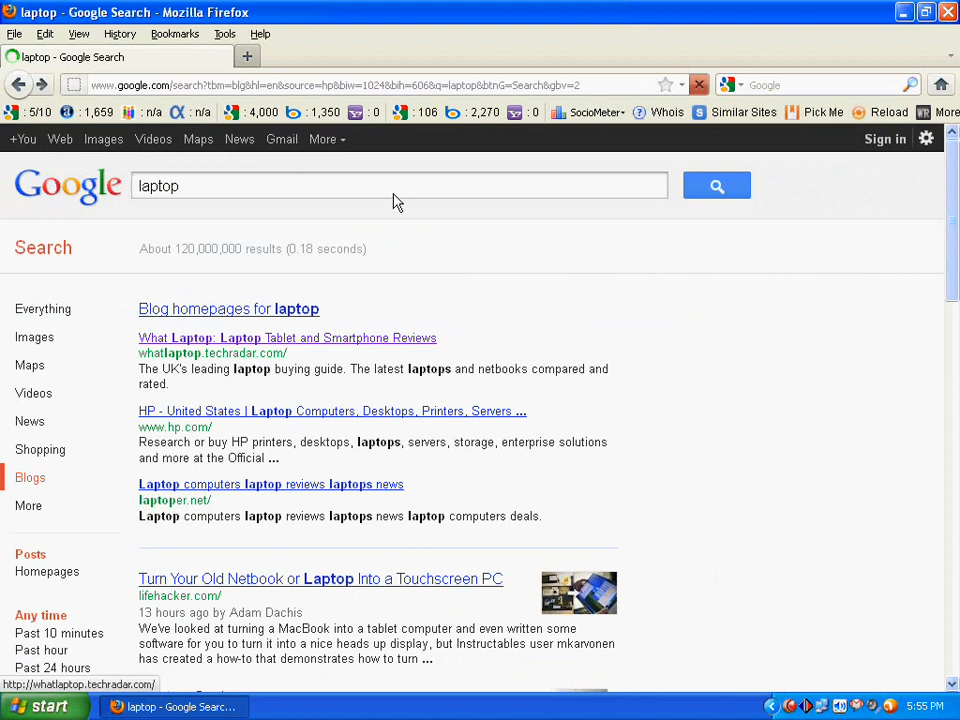 laptop - Google Search - Mozilla Firefox
File Edit View History Bookmarks Tools Help
laptop - Google Search +
www.google.com/search?tbm=blg&hl=en&source=hp&biw=1024&bih=606&q=laptop&btnG=Search&gbv=2 Google
: 5/10 : 1,659 : n/a : n/a : 4,000 : 1,350 : 0 : 106 : 2,270 : 0 SocioMeter Whois Similar Sites Pick Me Reload WR More
+You Web Images Videos Maps News Gmail More Sign in
Google laptop
Search About 120,000,000 results (0.18 seconds)
Everything
Images
Maps
Videos
News
Shopping
Blogs
More
Posts
Homepages
Any time
Past 10 minutes
Past hour
Past 24 hours
Blog homepages for laptop
What Laptop: Laptop Tablet and Smartphone Reviews
whatlaptop.techradar.com/
The UK's leading laptop buying guide. The latest laptops and netbooks compared and
rated.
HP - United States | Laptop Computers, Desktops, Printers, Servers ...
www.hp.com/
Research or buy HP printers, desktops, laptops, servers, storage, enterprise solutions
and more at the Official ...
Laptop computers laptop reviews laptops news
laptoper.net/
Laptop computers laptop reviews laptops news laptop computers deals.
Turn Your Old Netbook or Laptop Into a Touchscreen PC
lifehacker.com/
13 hours ago by Adam Dachis
We've looked at turning a MacBook into a tablet computer and even written some
software for you to turn it into a nice heads up display, but Instructables user mkarvonen
has created a how-to that demonstrates how to turn ...
http://whatlaptop.techradar.com/
start laptop - Google Searc... 5:55 PM